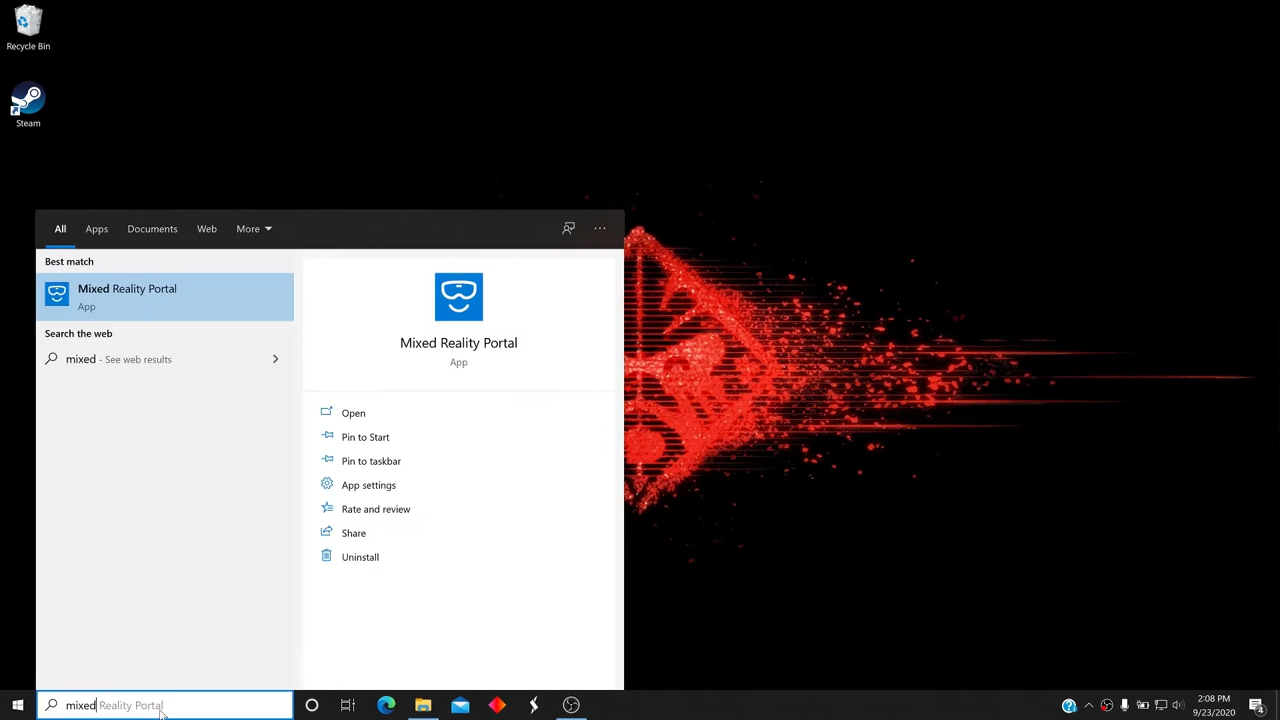 Recycle Bin
Steam
All Apps Documents Web More
Best match
Mixed Reality Portal
App
Search the web
mixed - See web results
Mixed Reality Portal
App
Open
Pin to Start
Pin to taskbar
App settings
Rate and review
Share
Uninstall
mixed Reality Portal
2:08 PM
9/23/2020
4